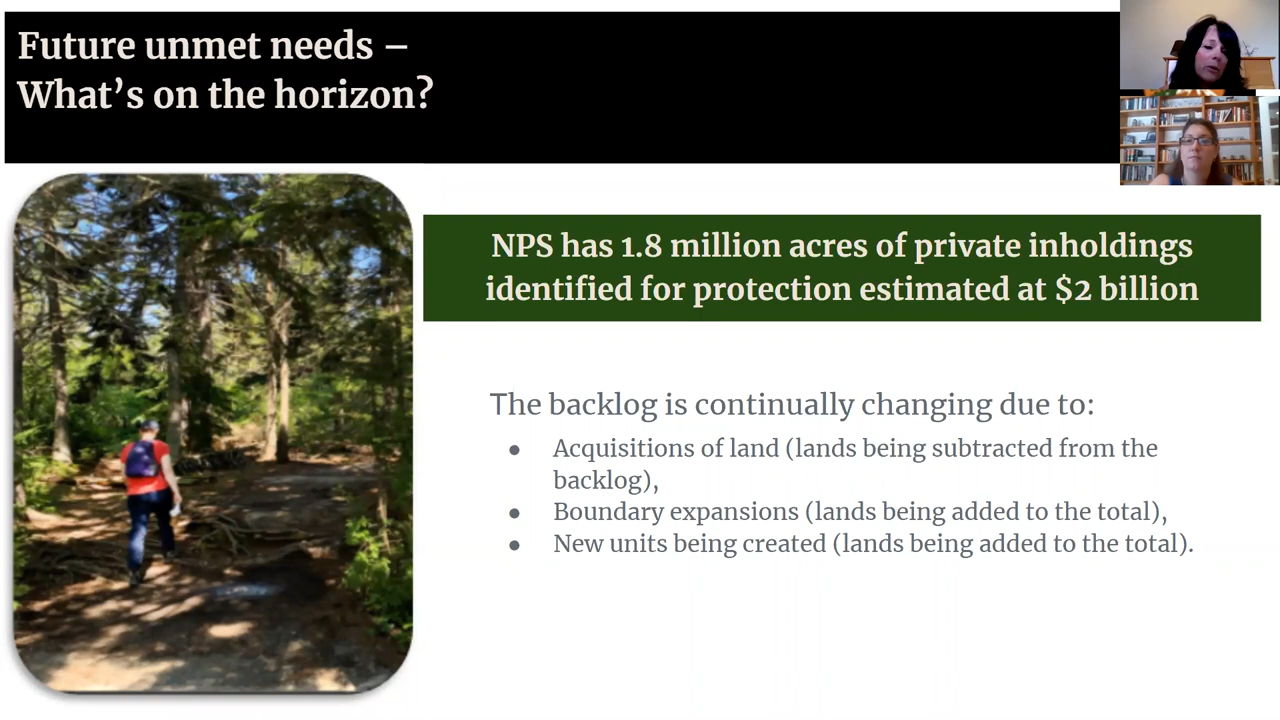 Future unmet needs –
What’s on the horizon?
NPS has 1.8 million acres of private inholdings
identified for protection estimated at $2 billion
The backlog is continually changing due to:
● Acquisitions of land (lands being subtracted from the
backlog),
● Boundary expansions (lands being added to the total),
● New units being created (lands being added to the total).